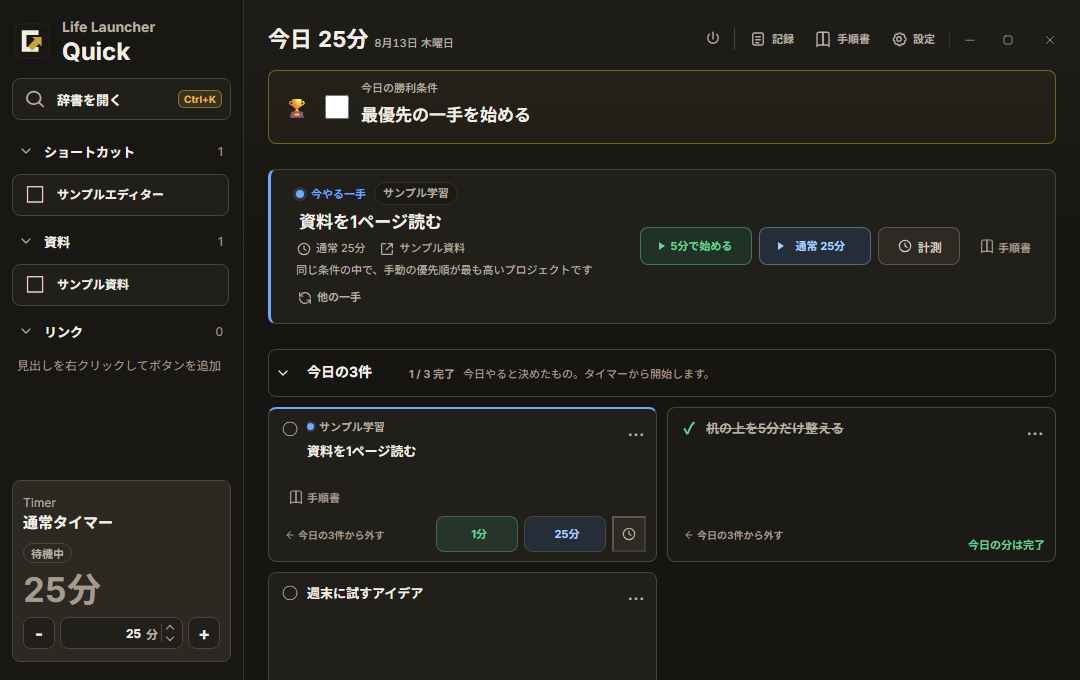 Life Launcher
Quick
辞書を開く Ctrl+K
ショートカット 1
サンプルエディター
資料 1
サンプル資料
リンク 0
見出しを右クリックしてボタンを追加
Timer
通常タイマー
待機中
25分
- 25 分 +
今日 25分 8月13日 木曜日
記録 手順書 設定
今日の勝利条件
最優先の一手を始める
今やる一手 サンプル学習
資料を1ページ読む
通常 25分 サンプル資料
同じ条件の中で、手動の優先順が最も高いプロジェクトです
他の一手
5分で始める 通常 25分 計測 手順書
今日の3件 1 / 3 完了 今日やると決めたもの。タイマーから開始します。
サンプル学習
資料を1ページ読む
手順書
← 今日の3件から外す 1分 25分
机の上を5分だけ整える
← 今日の3件から外す
今日の分は完了
週末に試すアイデア